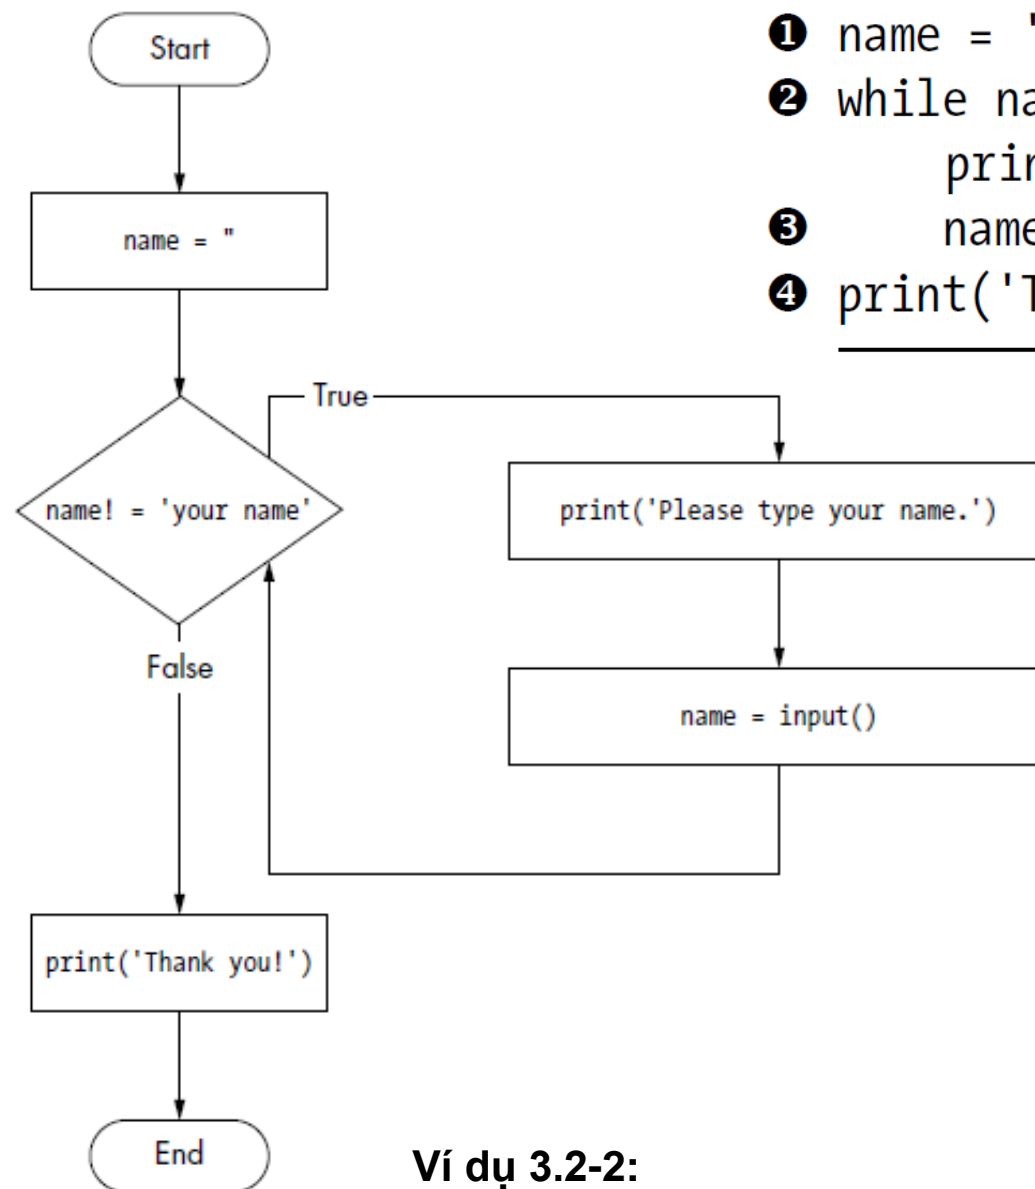 Start
name = "
name! = 'your name'
True
print('Please type your name.')
name = input()
False
print('Thank you!')
End
❶ name = '
❷ while na
prin
❸ name
❹ print('T
Ví dụ 3.2-2: